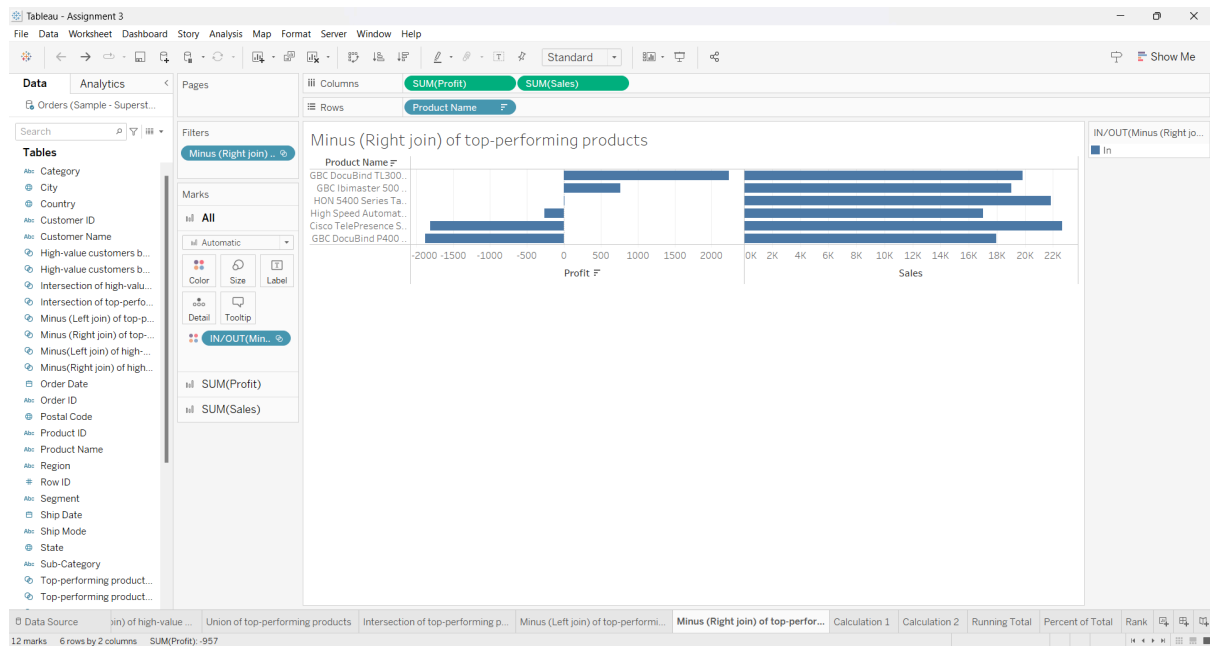 Tableau - Assignment 3
File Data Worksheet Dashboard Story Analysis Map Format Server Window Help
Standard
Show Me
Data Analytics
Orders (Sample - Superst...
Search
Tables
Abc Category
City
Country
Abc Customer ID
Abc Customer Name
High-value customers b...
High-value customers b...
Intersection of high-valu...
Intersection of top-perfo...
Minus (Left join) of top-p...
Minus (Right join) of top-...
Minus(Left join) of high-...
Minus(Right join) of high...
Order Date
Abc Order ID
Postal Code
Abc Product ID
Abc Product Name
Abc Region
# Row ID
Abc Segment
Ship Date
Abc Ship Mode
State
Abc Sub-Category
Top-performing product...
Top-performing product...
Pages
Filters
Minus (Right join) ..
Marks
All
Automatic
Color Size Label
Detail Tooltip
IN/OUT(Min..
SUM(Profit)
SUM(Sales)
Columns SUM(Profit) SUM(Sales)
Rows Product Name
Minus (Right join) of top-performing products
Product Name
GBC DocuBind TL300..
GBC Ibimaster 500 ..
HON 5400 Series Ta..
High Speed Automat..
Cisco TelePresence S..
GBC DocuBind P400 ..
-2000 -1500 -1000 -500 0 500 1000 1500 2000
Profit
0K 2K 4K 6K 8K 10K 12K 14K 16K 18K 20K 22K
Sales
IN/OUT(Minus (Right jo...
In
Data Source
oin) of high-value ...
Union of top-performing products
Intersection of top-performing p...
Minus (Left join) of top-performi...
Minus (Right join) of top-perfor...
Calculation 1
Calculation 2
Running Total
Percent of Total
Rank
12 marks 6 rows by 2 columns SUM(Profit): -957